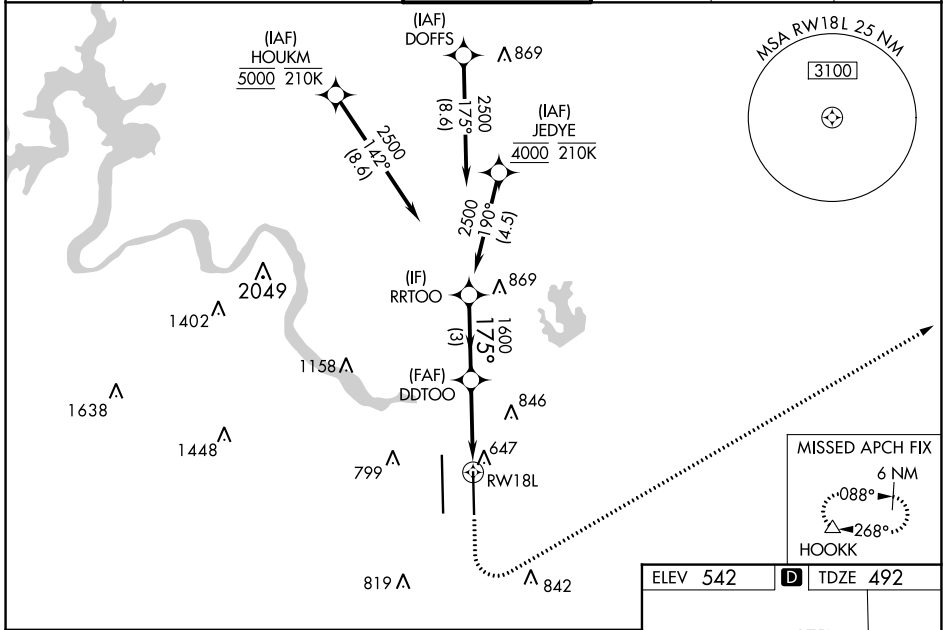 (IAF)
HOUKM
5000 210K
(IAF)
DOFFS
869
MSA RW18L 25 NM
3100
2500
142°
(8.6)
2500
175°
(8.6)
(IAF)
JEDYE
4000 210K
2500
190°
(4.5)
2049
1402
(IF)
RRTOO
869
1600
175°
(3)
1158
(FAF)
DDTOO
1638
846
1448
799
647
RW18L
MISSED APCH FIX
6 NM
088°
268°
HOOKK
819
842
ELEV 542
D
TDZE 492